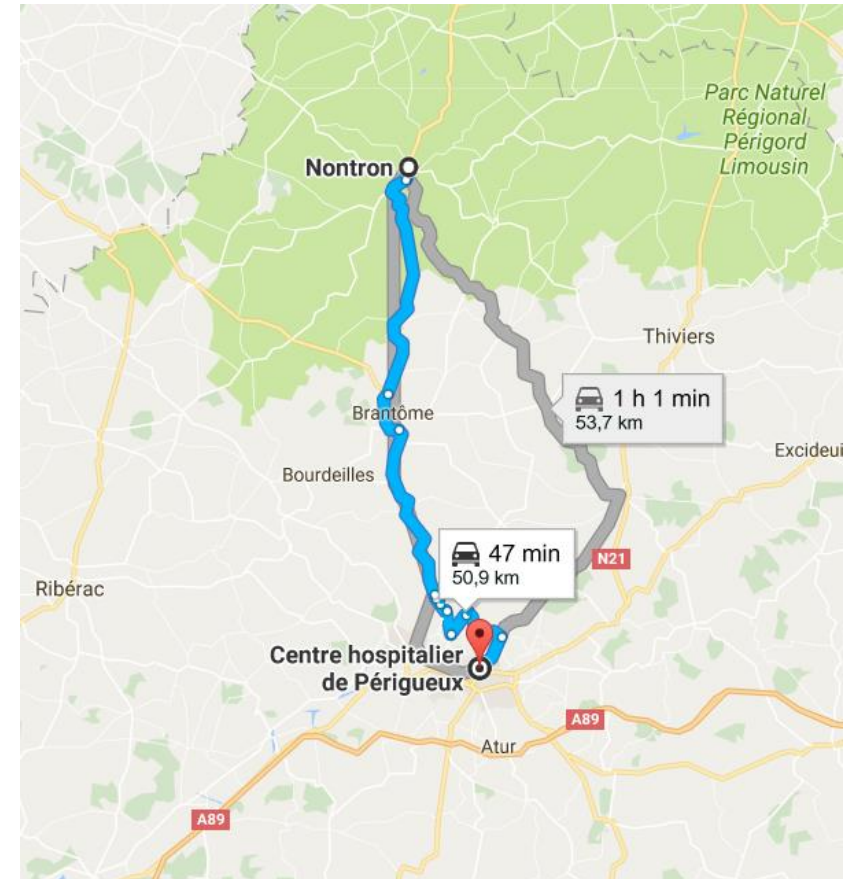 Parc Naturel
Régional
Périgord
Limousin
Nontron
Thiviers
1 h 1 min
53,7 km
Brantôme
Excideui
Bourdeilles
47 min
50,9 km
N21
Ribérac
Centre hospitalier
de Périgueux
A89
Atur
A89